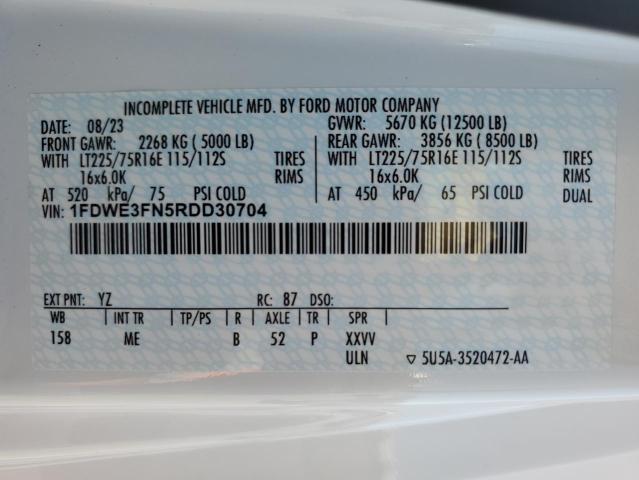 INCOMPLETE VEHICLE MFD. BY FORD MOTOR COMPANY
DATE: 08/23 GVWR: 5670 KG (12500 LB)
FRONT GAWR: 2268 KG ( 5000 LB) REAR GAWR: 3856 KG ( 8500 LB)
WITH LT225/75R16E 115/112S TIRES WITH LT225/75R16E 115/112S TIRES
16x6.0K RIMS 16x6.0K RIMS
AT 520 kPa/ 75 PSI COLD AT 450 kPa/ 65 PSI COLD DUAL
VIN: 1FDWE3FN5RDD30704
EXT PNT: YZ RC: 87 DSO:
WB INT TR TP/PS R AXLE TR SPR
158 ME B 52 P XXVV
ULN ▽ 5U5A-3520472-AA